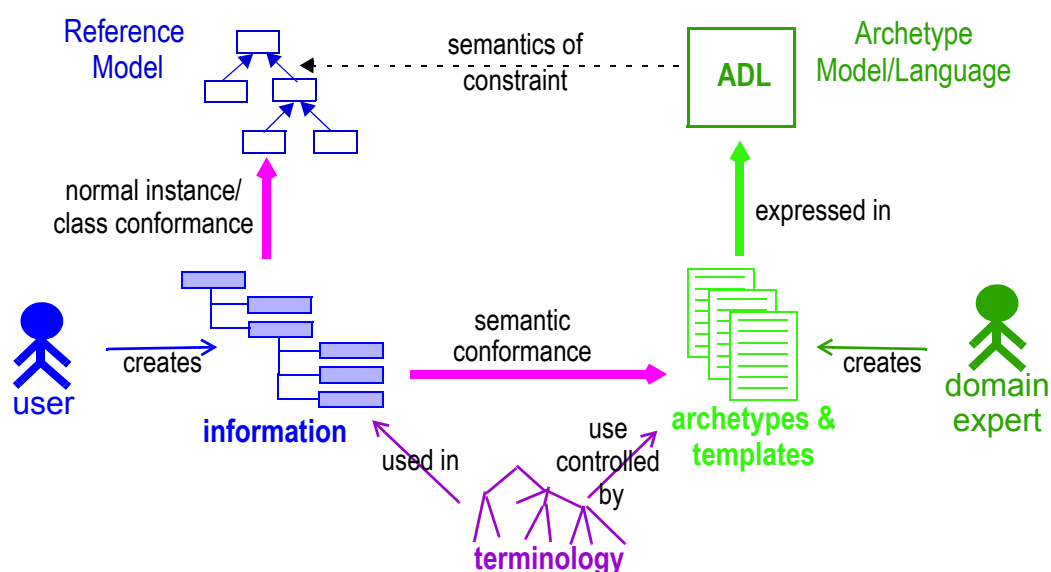 Reference
Model
semantics of
constraint
ADL
Archetype
Model/Language
normal instance/
class conformance
expressed in
user
creates
information
semantic
conformance
archetypes &
templates
creates
domain
expert
used in
use
controlled
by
terminology